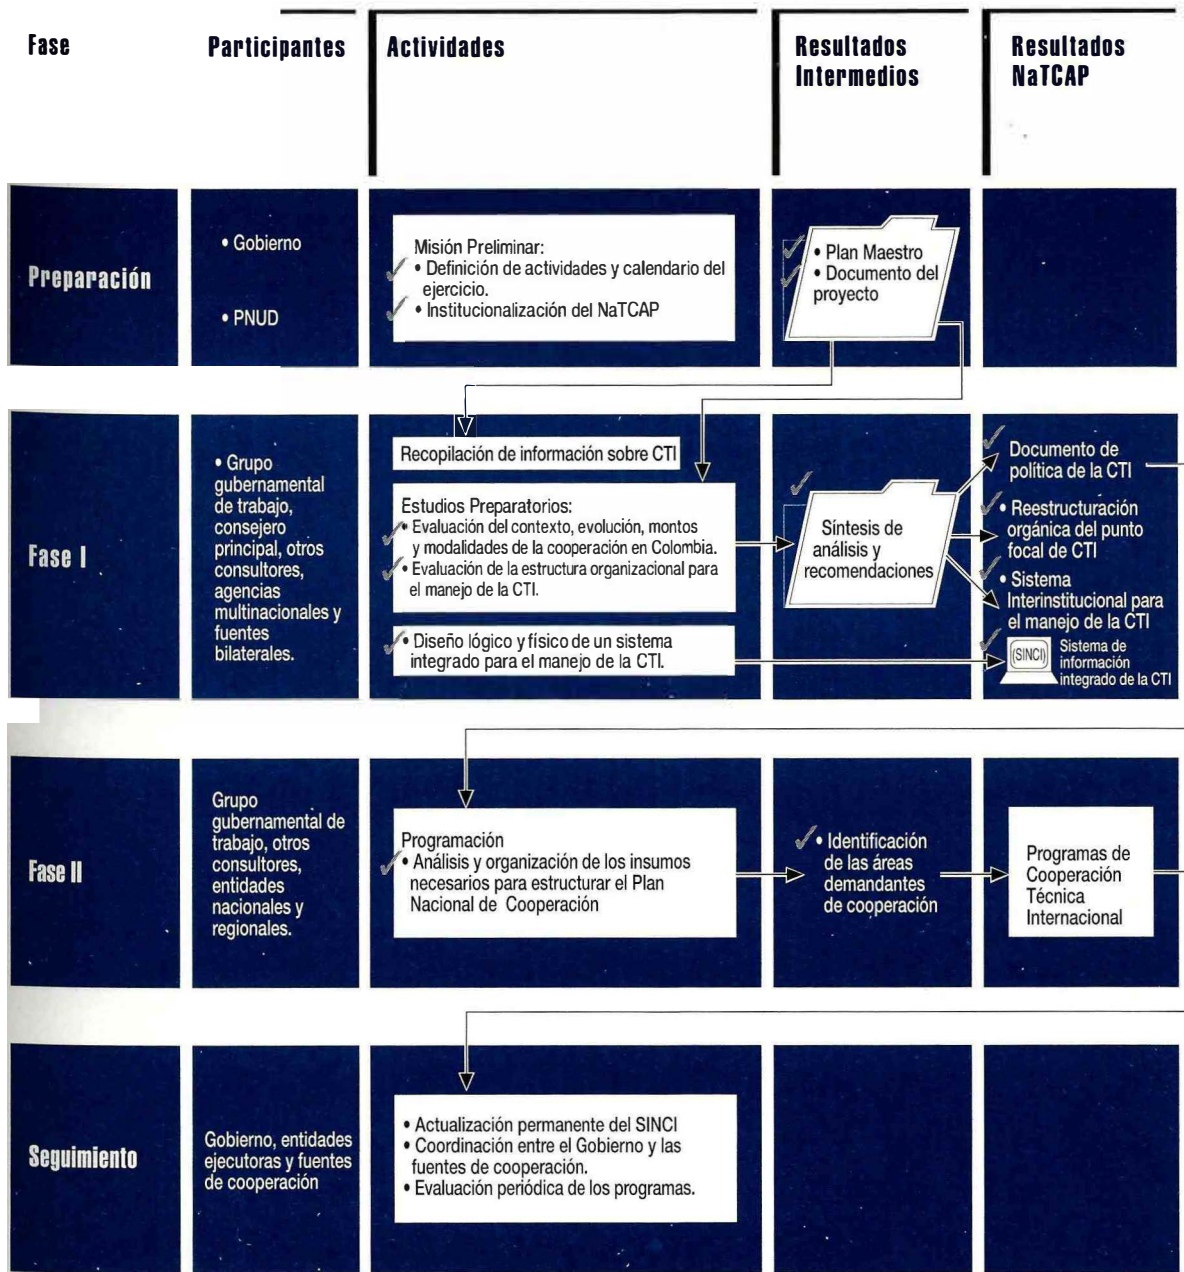 Fase
Participantes
Actividades
Resultados
Intermedios
Resultados
NaTCAP
Preparación
• Gobierno
• PNUD
Misión Preliminar:
• Definición de actividades y calendario del
ejercicio.
• Institucionalización del NaTCAP
• Plan Maestro
• Documento del
proyecto
Fase I
• Grupo
gubernamental
de trabajo,
consejero
principal, otros
consultores,
agencias
multinacionales y
fuentes
bilaterales.
Recopilación de información sobre CTI
Estudios Preparatorios:
• Evaluación del contexto, evolución, montos
y modalidades de la cooperación en Colombia.
• Evaluación de la estructura organizacional para
el manejo de la CTI.
• Diseño lógico y físico de un sistema
integrado para el manejo de la CTI.
Síntesis de
análisis y
recomendaciones
Documento de
política de la CTI
• Reestructuración
orgánica del punto
focal de CTI
• Sistema
Interinstitucional para
el manejo de la CTI
(SINCI)
Sistema de
información
integrado de la CTI
Fase II
Grupo
gubernamental de
trabajo, otros
consultores,
entidades
nacionales y
regionales.
Programación
• Análisis y organización de los insumos
necesarios para estructurar el Plan
Nacional de Cooperación
• Identificación
de las áreas
demandantes
de cooperación
Programas de
Cooperación
Técnica
Internacional
Seguimiento
Gobierno, entidades
ejecutoras y fuentes
de cooperación
• Actualización permanente del SINCI
• Coordinación entre el Gobierno y las
fuentes de cooperación.
• Evaluación periódica de los programas.